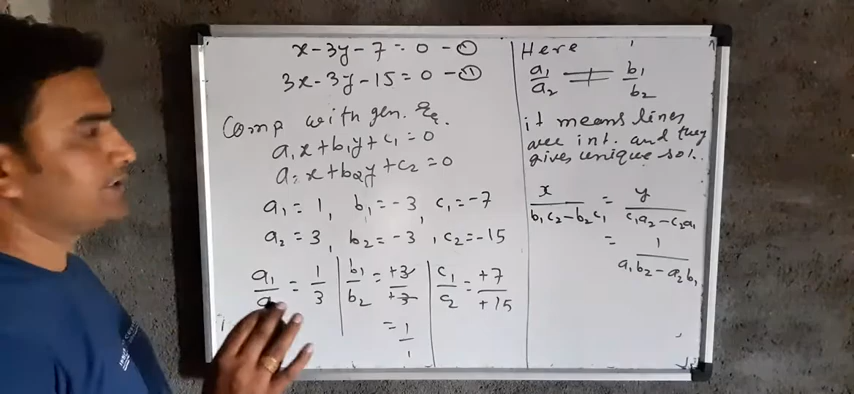 x - 3y - 7 = 0 - ①
3x - 3y - 15 = 0 - ⑪
Comp with gen. Eq.
a₁x + b₁y + c₁ = 0
a₂x + b₂y + c₂ = 0
a₁ = 1, b₁ = -3, c₁ = -7
a₂ = 3, b₂ = -3, c₂ = -15
a₁/a₂ = 1/3 | b₁/b₂ = +3/+3 | c₁/c₂ = +7/+15
= 1/1
Here
a₁/a₂ ≠ b₁/b₂
it means lines
are int. and they
gives unique sol.
x/(b₁c₂ - b₂c₁) = y/(c₁a₂ - c₂a₁)
= 1/(a₁b₂ - a₂b₁)